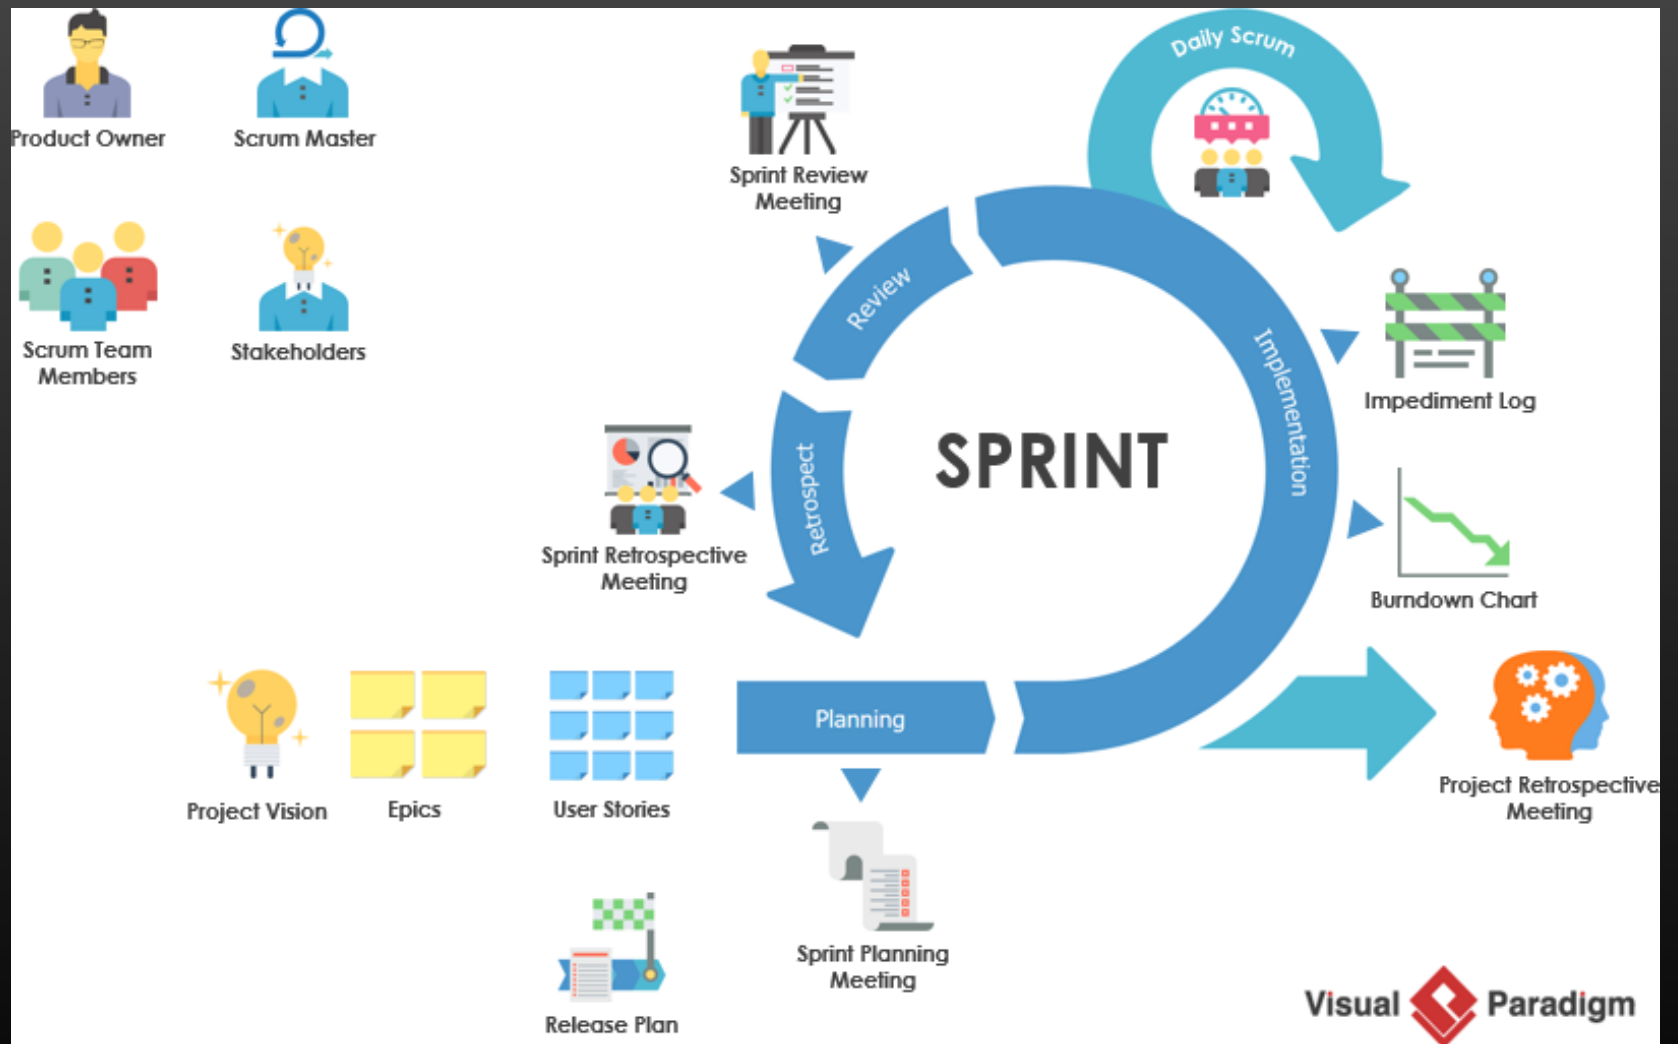 Product Owner
Scrum Master
Scrum Team
Members
Stakeholders
Sprint Review
Meeting
Daily Scrum
Review
Implementation
Impediment Log
SPRINT
Retrospect
Sprint Retrospective
Meeting
Burndown Chart
Project Vision
Epics
User Stories
Planning
Project Retrospective
Meeting
Sprint Planning
Meeting
Release Plan
Visual Paradigm